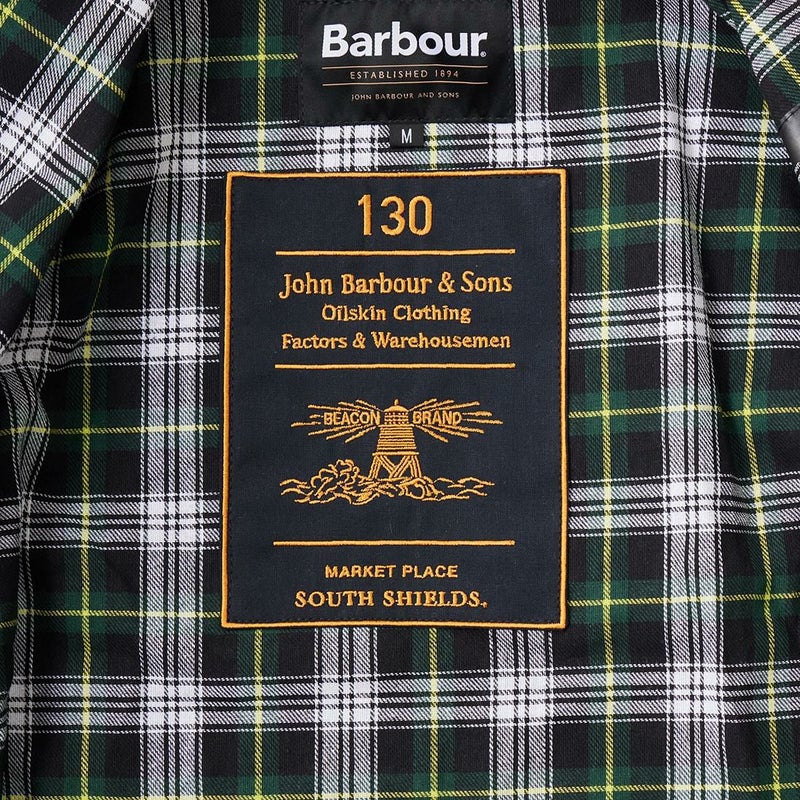 Barbour®
ESTABLISHED 1894
JOHN BARBOUR AND SONS
M
130
John Barbour & Sons
Oilskin Clothing
Factors & Warehousemen
BEACON BRAND
MARKET PLACE
SOUTH SHIELDS.